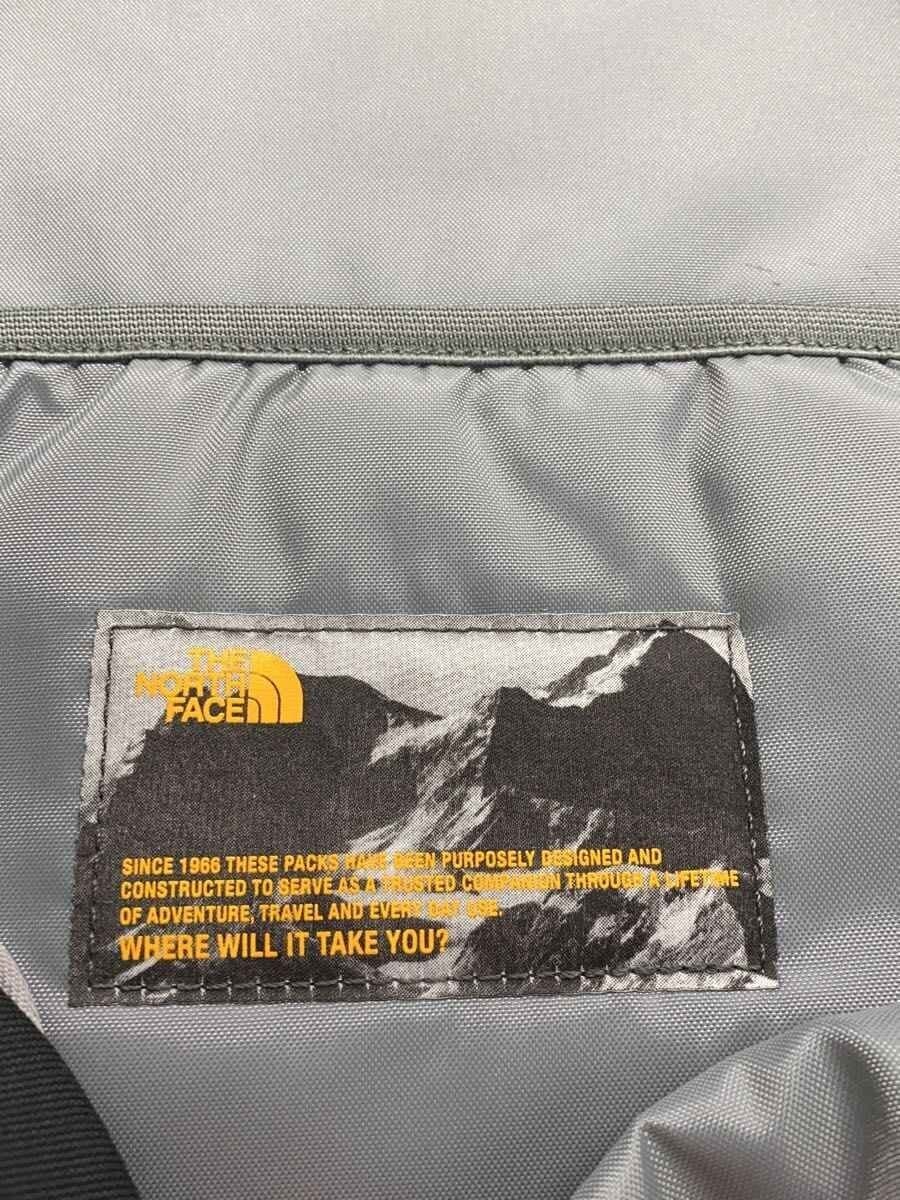 THE
NORTH
FACE
SINCE 1966 THESE PACKS HAVE BEEN PURPOSELY DESIGNED AND
CONSTRUCTED TO SERVE AS A TRUSTED COMPANION THROUGH A LIFETIME
OF ADVENTURE, TRAVEL AND EVERY DAY USE.
WHERE WILL IT TAKE YOU?